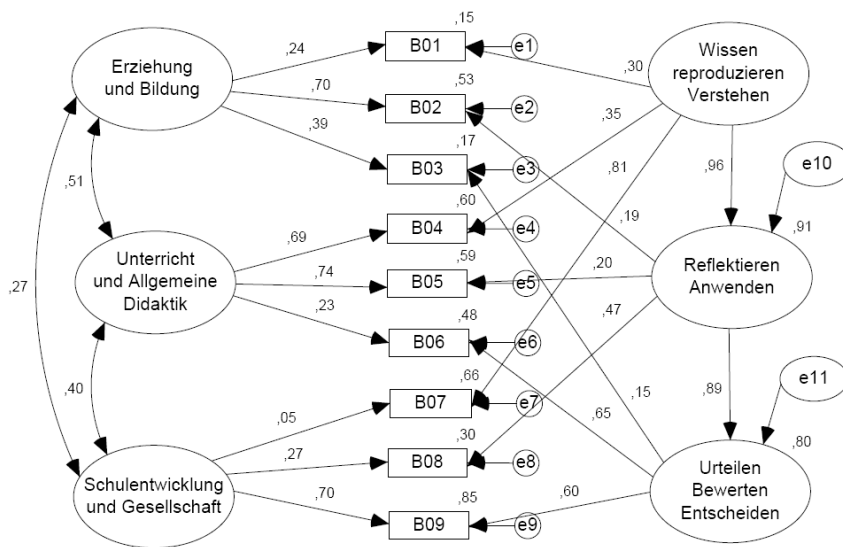 ,15
B01
e1
,24
,30
Erziehung
und Bildung
Wissen
reproduzieren
Verstehen
,70
,53
B02
e2
,35
,39
,17
B03
e3
,81
,96
e10
,51
,60
B04
e4
,69
,19
,91
Unterricht
und Allgemeine
Didaktik
,59
,74
B05
e5
,20
Reflektieren
Anwenden
,27
,23
,47
,48
B06
e6
,66
B07
e7
,15
,89
e11
,40
,05
,65
,30
B08
e8
,27
,80
Schulentwicklung
und Gesellschaft
Urteilen
Bewerten
Entscheiden
,70
,85
B09
e9
,60